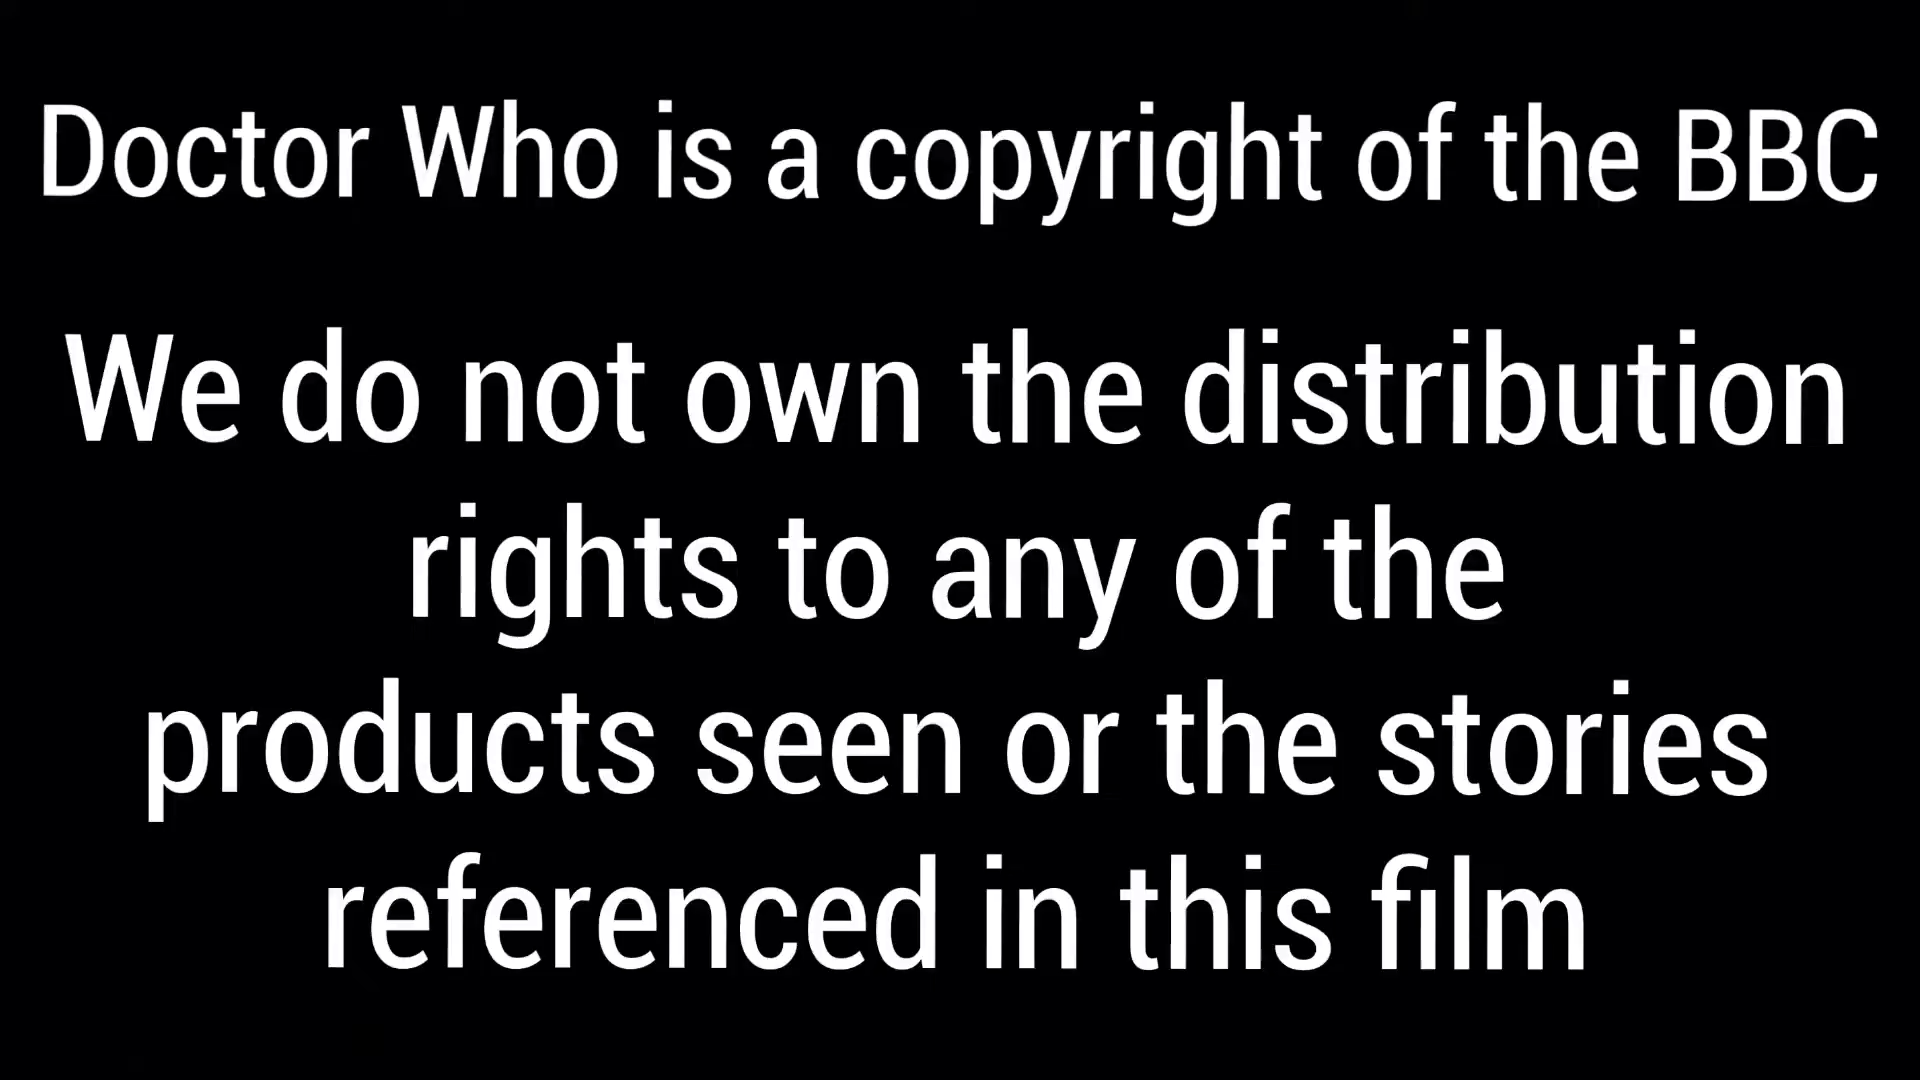 Doctor Who is a copyright of the BBC
We do not own the distribution
rights to any of the
products seen or the stories
referenced in this film